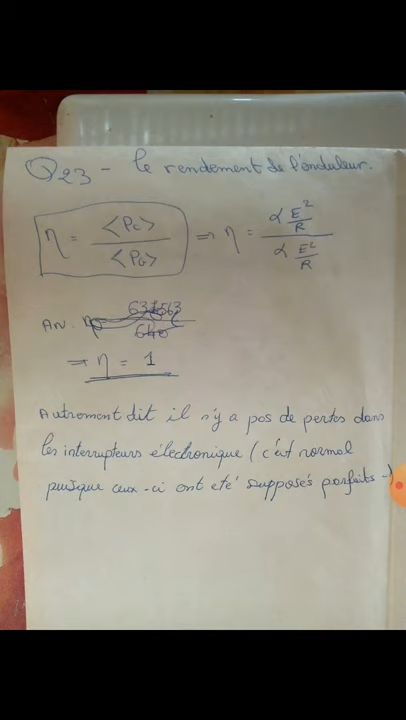 Q23 - le rendement de l'onduleur.
η = <Pc> / <PG> ⇒ η = α E²/R / α E²/R
AN. η
⇒ η = 1
Autrement dit il n'y a pas de pertes dans
les interrupteurs électronique (c'est normal
puisque ceux-ci ont été supposés parfaits -)